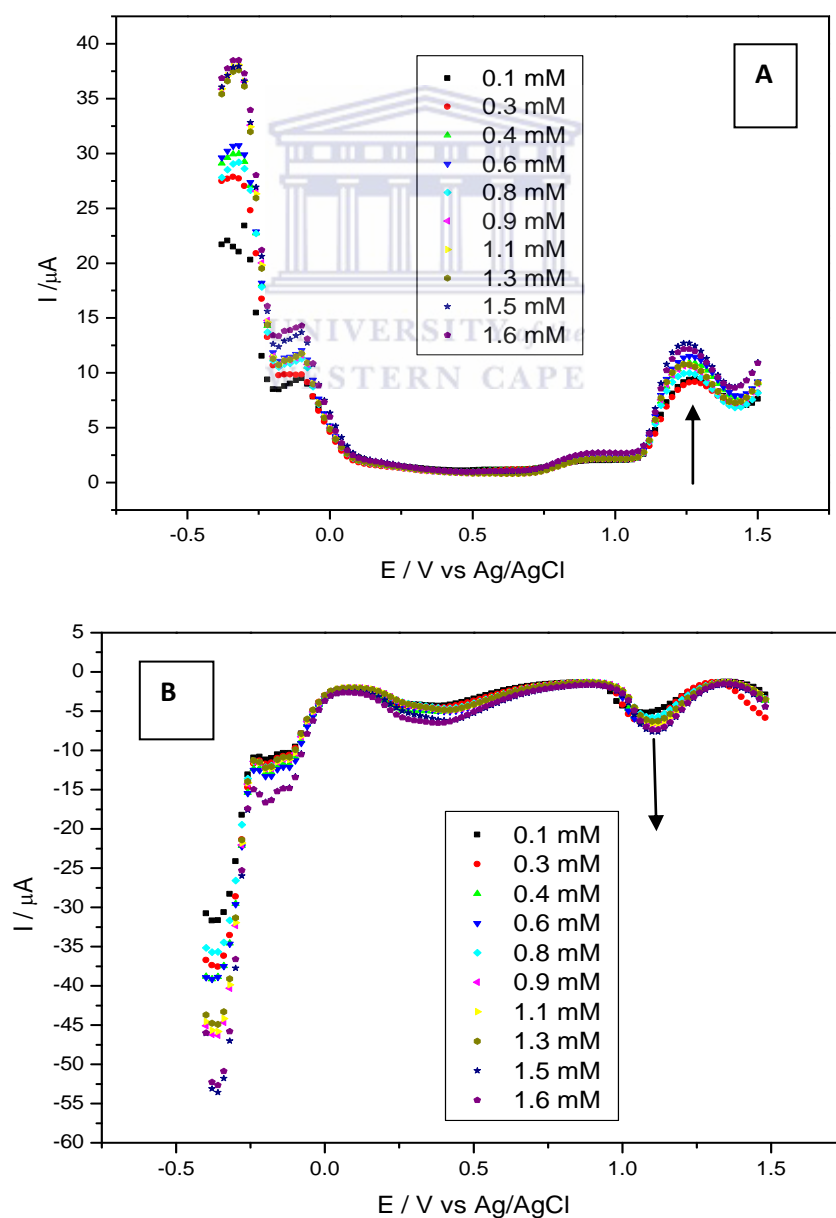 A
40
35
30
25
20
15
10
5
0
I /μA
0.1 mM
0.3 mM
0.4 mM
0.6 mM
0.8 mM
0.9 mM
1.1 mM
1.3 mM
1.5 mM
1.6 mM
UNIVERSITY of the
WESTERN CAPE
-0.5 0.0 0.5 1.0 1.5
E / V vs Ag/AgCl
B
5
0
-5
-10
-15
-20
-25
-30
-35
-40
-45
-50
-55
-60
I / μA
0.1 mM
0.3 mM
0.4 mM
0.6 mM
0.8 mM
0.9 mM
1.1 mM
1.3 mM
1.5 mM
1.6 mM
-0.5 0.0 0.5 1.0 1.5
E / V vs Ag/AgCl